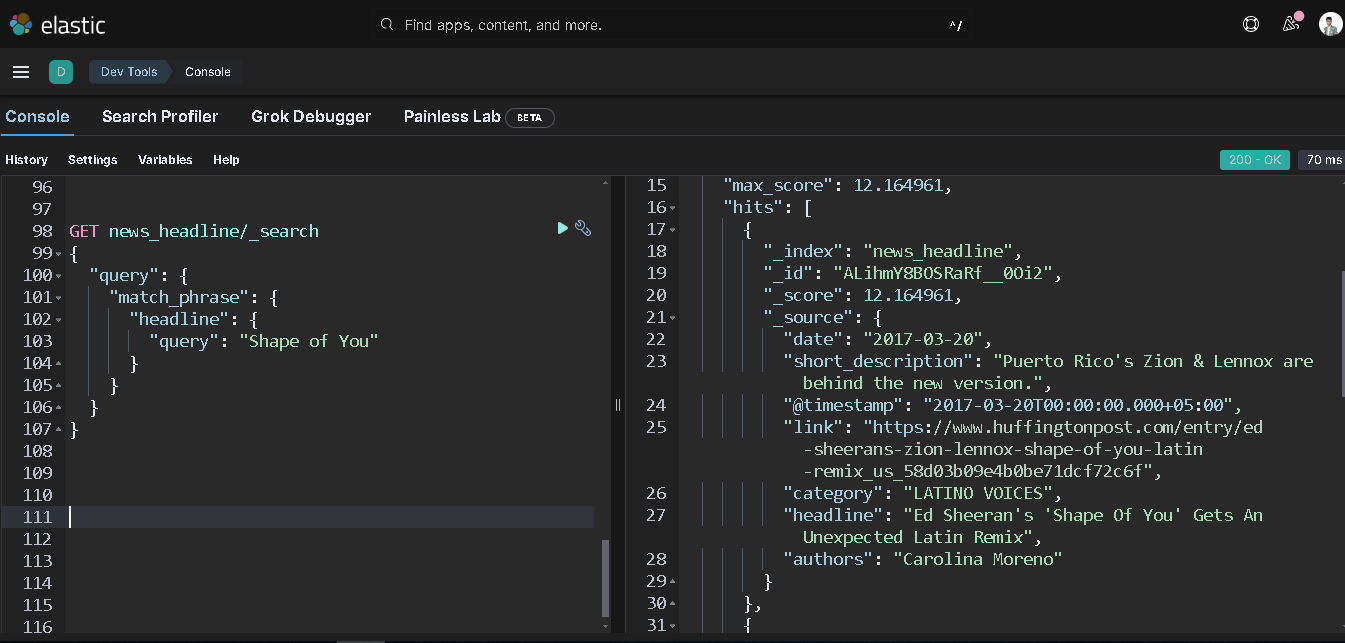 elastic
Find apps, content, and more.
^/
D
Dev Tools
Console
Console
Search Profiler
Grok Debugger
Painless Lab
BETA
History
Settings
Variables
Help
200 - OK
70 ms
96
97
98 GET news_headline/_search
99 {
100 "query": {
101 "match_phrase": {
102 "headline": {
103 "query": "Shape of You"
104 }
105 }
106 }
107 }
108
109
110
111
112
113
114
115
116
15 "max_score": 12.164961,
16 "hits": [
17 {
18 "_index": "news_headline",
19 "_id": "ALihmY8BOSRaRf__0Oi2",
20 "_score": 12.164961,
21 "_source": {
22 "date": "2017-03-20",
23 "short_description": "Puerto Rico's Zion & Lennox are
behind the new version.",
24 "@timestamp": "2017-03-20T00:00:00.000+05:00",
25 "link": "https://www.huffingtonpost.com/entry/ed
-sheerans-zion-lennox-shape-of-you-latin
-remix_us_58d03b09e4b0be71dcf72c6f",
26 "category": "LATINO VOICES",
27 "headline": "Ed Sheeran's 'Shape Of You' Gets An
Unexpected Latin Remix",
28 "authors": "Carolina Moreno"
29 }
30 },
31 {